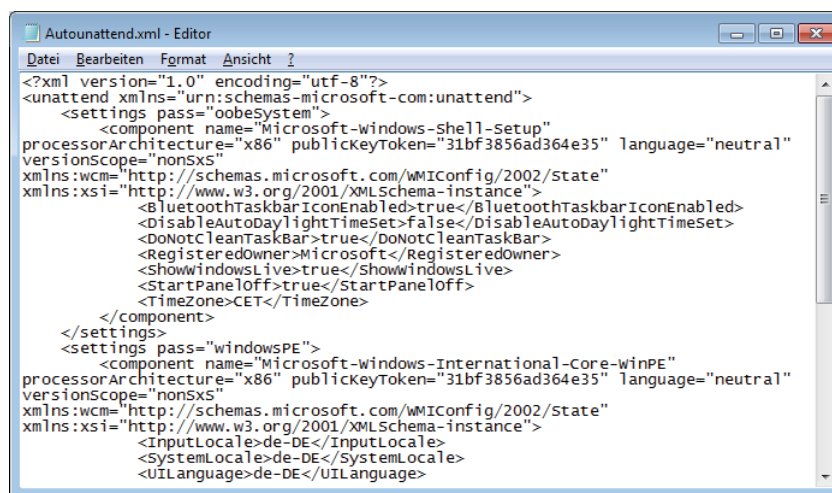 Autounattend.xml - Editor
Datei Bearbeiten Format Ansicht ?
<?xml version="1.0" encoding="utf-8"?>
<unattend xmlns="urn:schemas-microsoft-com:unattend">
    <settings pass="oobeSystem">
        <component name="Microsoft-Windows-Shell-Setup"
processorArchitecture="x86" publicKeyToken="31bf3856ad364e35" language="neutral"
versionScope="nonSxS"
xmlns:wcm="http://schemas.microsoft.com/WMIConfig/2002/State"
xmlns:xsi="http://www.w3.org/2001/XMLSchema-instance">
            <BluetoothTaskbarIconEnabled>true</BluetoothTaskbarIconEnabled>
            <DisableAutoDaylightTimeSet>false</DisableAutoDaylightTimeSet>
            <DoNotCleanTaskBar>true</DoNotCleanTaskBar>
            <RegisteredOwner>Microsoft</RegisteredOwner>
            <ShowWindowsLive>true</ShowWindowsLive>
            <StartPanelOff>true</StartPanelOff>
            <TimeZone>CET</TimeZone>
        </component>
    </settings>
    <settings pass="windowsPE">
        <component name="Microsoft-Windows-International-Core-WinPE"
processorArchitecture="x86" publicKeyToken="31bf3856ad364e35" language="neutral"
versionScope="nonSxS"
xmlns:wcm="http://schemas.microsoft.com/WMIConfig/2002/State"
xmlns:xsi="http://www.w3.org/2001/XMLSchema-instance">
            <InputLocale>de-DE</InputLocale>
            <SystemLocale>de-DE</SystemLocale>
            <UILanguage>de-DE</UILanguage>